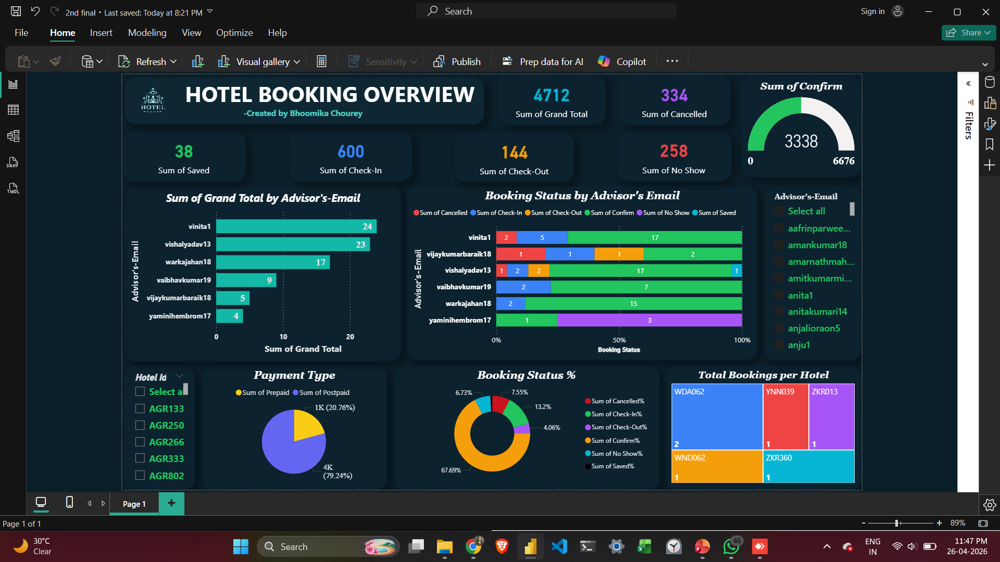 2nd final • Last saved: Today at 8:21 PM
Search
Sign in
File
Home
Insert
Modeling
View
Optimize
Help
Share
Refresh
Visual gallery
Sensitivity
Publish
Prep data for AI
Copilot
HOTEL
HOTEL BOOKING OVERVIEW
-Created by Bhoomika Chourey
4712
Sum of Grand Total
334
Sum of Cancelled
Sum of Confirm
3338
0
6676
38
Sum of Saved
600
Sum of Check-In
144
Sum of Check-Out
258
Sum of No Show
Filters
DAX
TMDL
Sum of Grand Total by Advisor's-Email
Advisor's-Email
vinita1
24
vishalyadav13
23
warkajahan18
17
vaibhavkumar19
9
vijaykumarbaraik18
5
yaminihembrom17
4
0
10
20
Sum of Grand Total
Booking Status by Advisor's Email
Sum of Cancelled
Sum of Check-In
Sum of Check-Out
Sum of Confirm
Sum of No Show
Sum of Saved
Advisor's-Email
vinita1
2
5
17
vijaykumarbaraik18
1
1
1
2
vishalyadav13
1
2
2
17
1
vaibhavkumar19
2
7
warkajahan18
2
15
yaminihembrom17
1
3
0%
50%
100%
Booking Status
Advisor's-Email
Select all
aafrinparwee...
amankumar18
amarnathmah...
amitkumarmi...
anita1
anitakumari14
anjalioraon5
anju1
Hotel Id
Select al
AGR133
AGR250
AGR266
AGR333
AGR802
Payment Type
Sum of Prepaid
Sum of Postpaid
1K (20.76%)
4K
(79.24%)
Booking Status %
6.73%
7.55%
13.2%
4.06%
67.69%
Sum of Cancelled%
Sum of Check-In%
Sum of Check-Out%
Sum of Confirm%
Sum of No Show%
Sum of Saved%
Total Bookings per Hotel
WDA062
2
YNN039
1
ZKR013
1
WND062
1
ZKR360
1
Page 1
Page 1 of 1
- + 89%
30°C
Clear
Search
46
ENG
IN
11:47 PM
26-04-2026